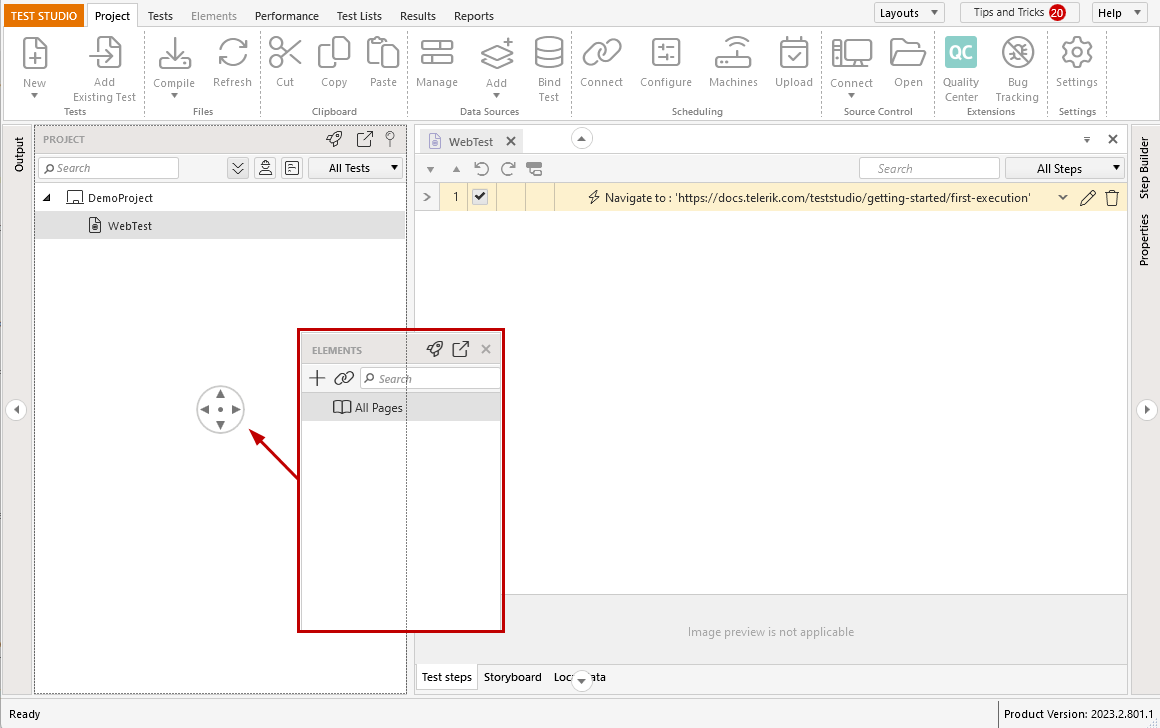 TEST STUDIO Project Tests Elements Performance Test Lists Results Reports Layouts Tips and Tricks 20 Help
New Add Existing Test Compile Refresh Cut Copy Paste Manage Add Bind Test Connect Configure Machines Upload Connect Open QC Quality Center Bug Tracking Settings
Tests Files Clipboard Data Sources Scheduling Source Control Extensions Settings
Output
PROJECT
Search All Tests
DemoProject
WebTest
WebTest
Search All Steps
1 Navigate to : 'https://docs.telerik.com/teststudio/getting-started/first-execution'
Step Builder
Properties
ELEMENTS
Search
All Pages
Image preview is not applicable
Test steps Storyboard
Ready Product Version: 2023.2.801.1